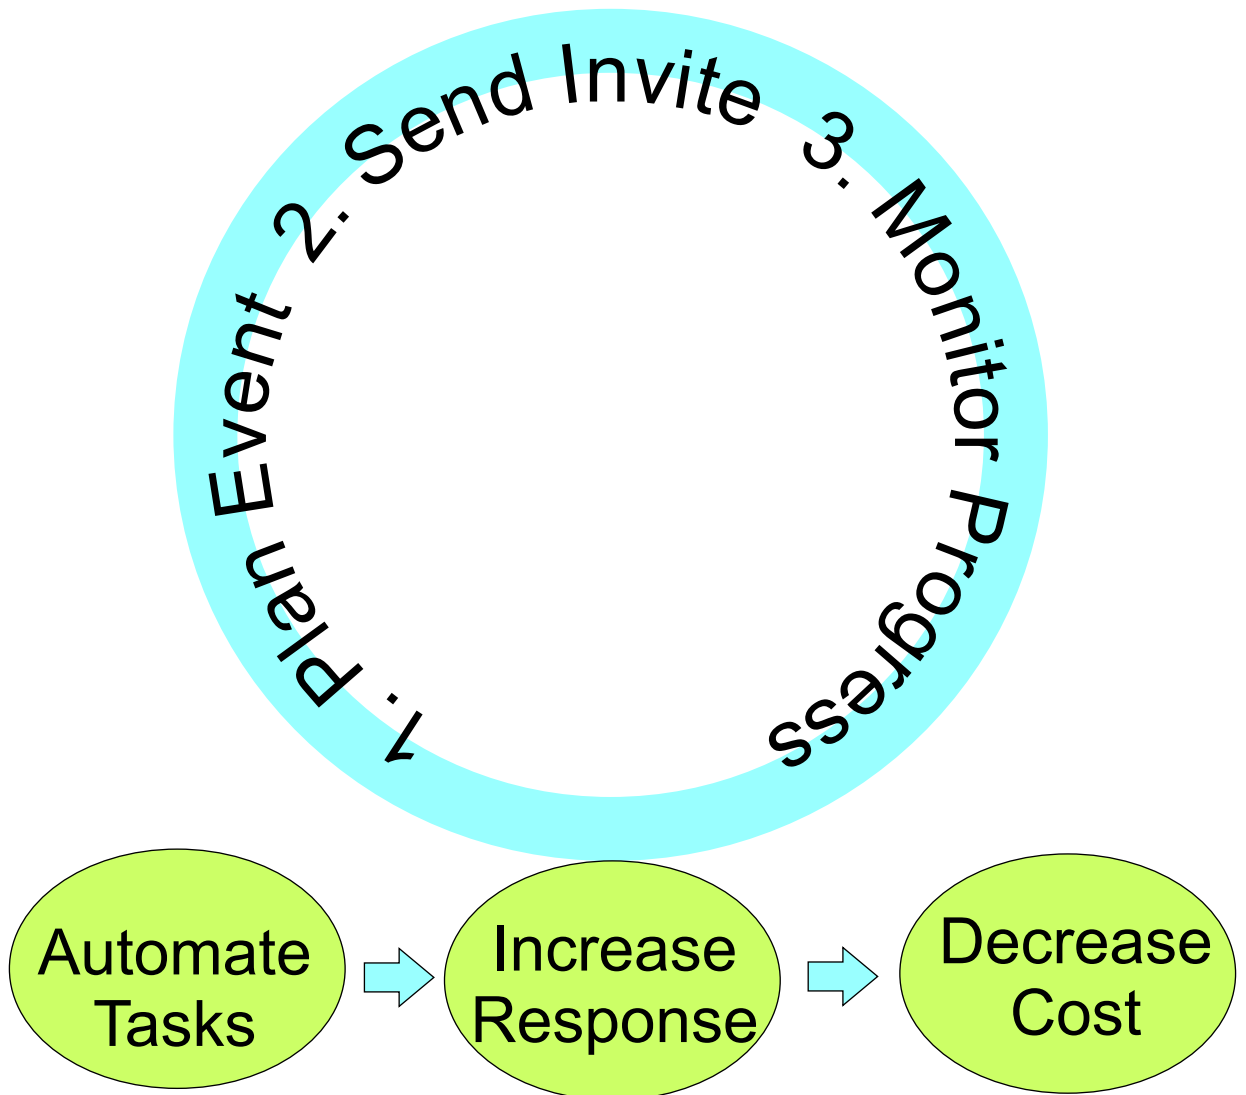 1. Plan Event  2. Send Invite  3. Monitor Progress
Automate
Tasks
Increase
Response
Decrease
Cost